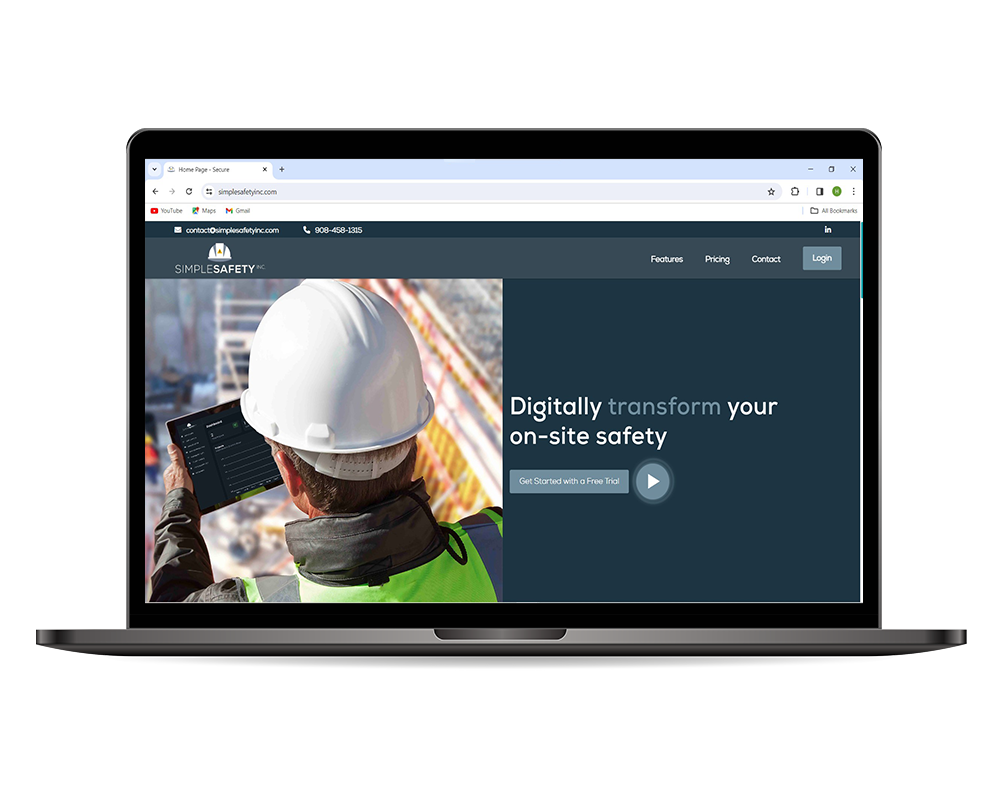 Home Page - Secure
simplesafetyinc.com
YouTube Maps Gmail All Bookmarks
contact@simplesafetyinc.com 908-458-1315 in
SIMPLESAFETY INC.
Features Pricing Contact Login
Digitally transform your
on-site safety
Get Started with a Free Trial
H
Dashboard